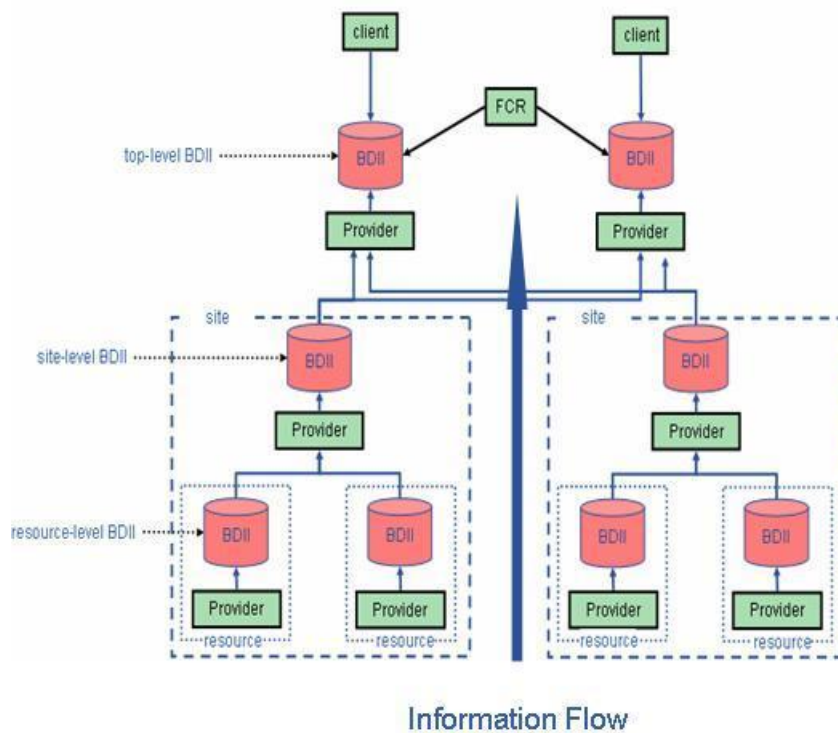 client
client
FCR
BDII
BDII
top-level BDII
Provider
Provider
site
site
site-level BDII
BDII
BDII
Provider
Provider
resource-level BDII
BDII
BDII
BDII
BDII
Provider
Provider
Provider
Provider
resource
resource
resource
resource
Information Flow